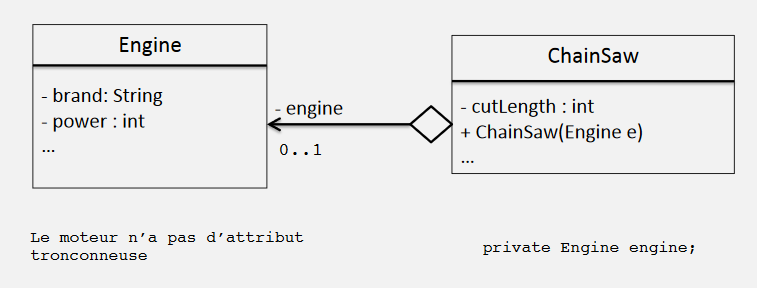 Engine
- brand: String
- power : int
...
- engine
0..1
ChainSaw
- cutLength : int
+ ChainSaw(Engine e)
...
Le moteur n’a pas d’attribut
tronconneuse
private Engine engine;